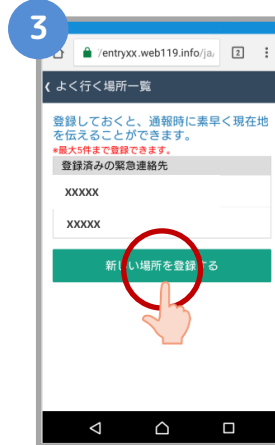 3
/entryxx.web119.info/ja/
2
よく行く場所一覧
登録しておくと、通報時に素早く現在地
を伝えることができます。
*最大5件まで登録できます。
登録済みの緊急連絡先
XXXXX
XXXXX
新しい場所を登録する